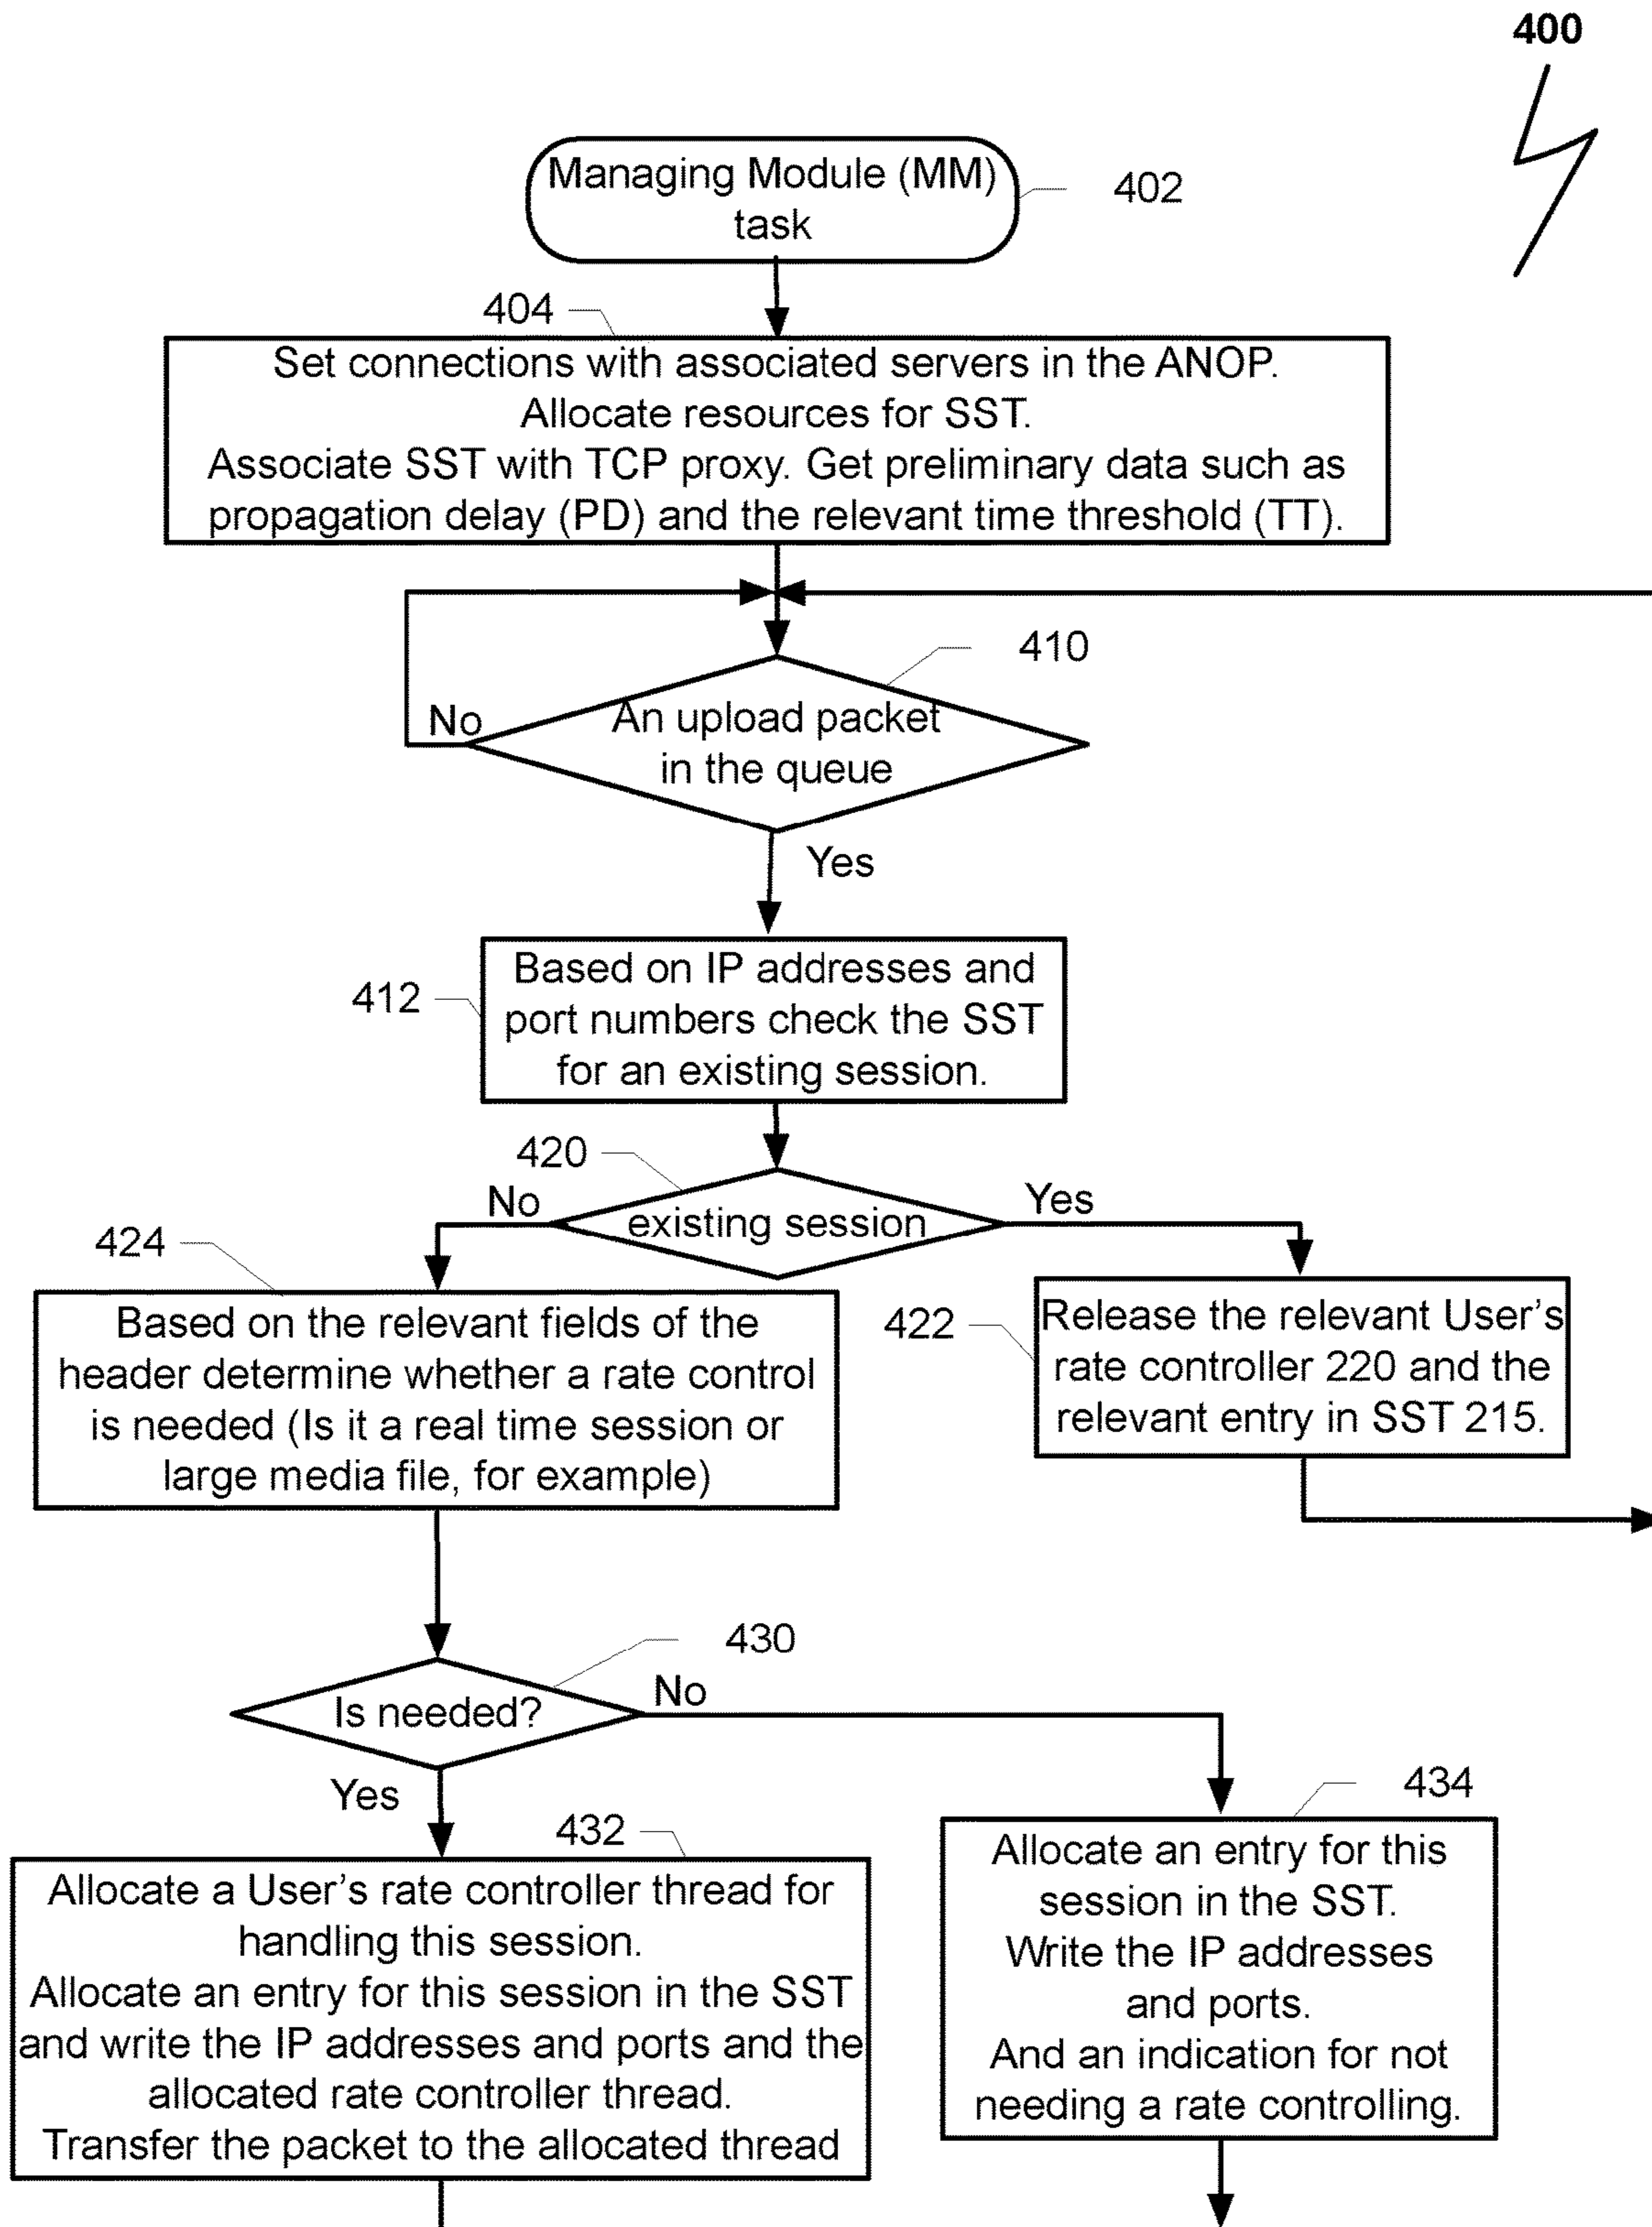 400
Managing Module (MM)
task
402
404
Set connections with associated servers in the ANOP.
Allocate resources for SST.
Associate SST with TCP proxy. Get preliminary data such as
propagation delay (PD) and the relevant time threshold (TT).
410
No
An upload packet
in the queue
Yes
412
Based on IP addresses and
port numbers check the SST
for an existing session.
420
No
existing session
Yes
424
Based on the relevant fields of the
header determine whether a rate control
is needed (Is it a real time session or
large media file, for example)
422
Release the relevant User's
rate controller 220 and the
relevant entry in SST 215.
430
Is needed?
No
Yes
432
Allocate a User's rate controller thread for
handling this session.
Allocate an entry for this session in the SST
and write the IP addresses and ports and the
allocated rate controller thread.
Transfer the packet to the allocated thread
434
Allocate an entry for this
session in the SST.
Write the IP addresses
and ports.
And an indication for not
needing a rate controlling.